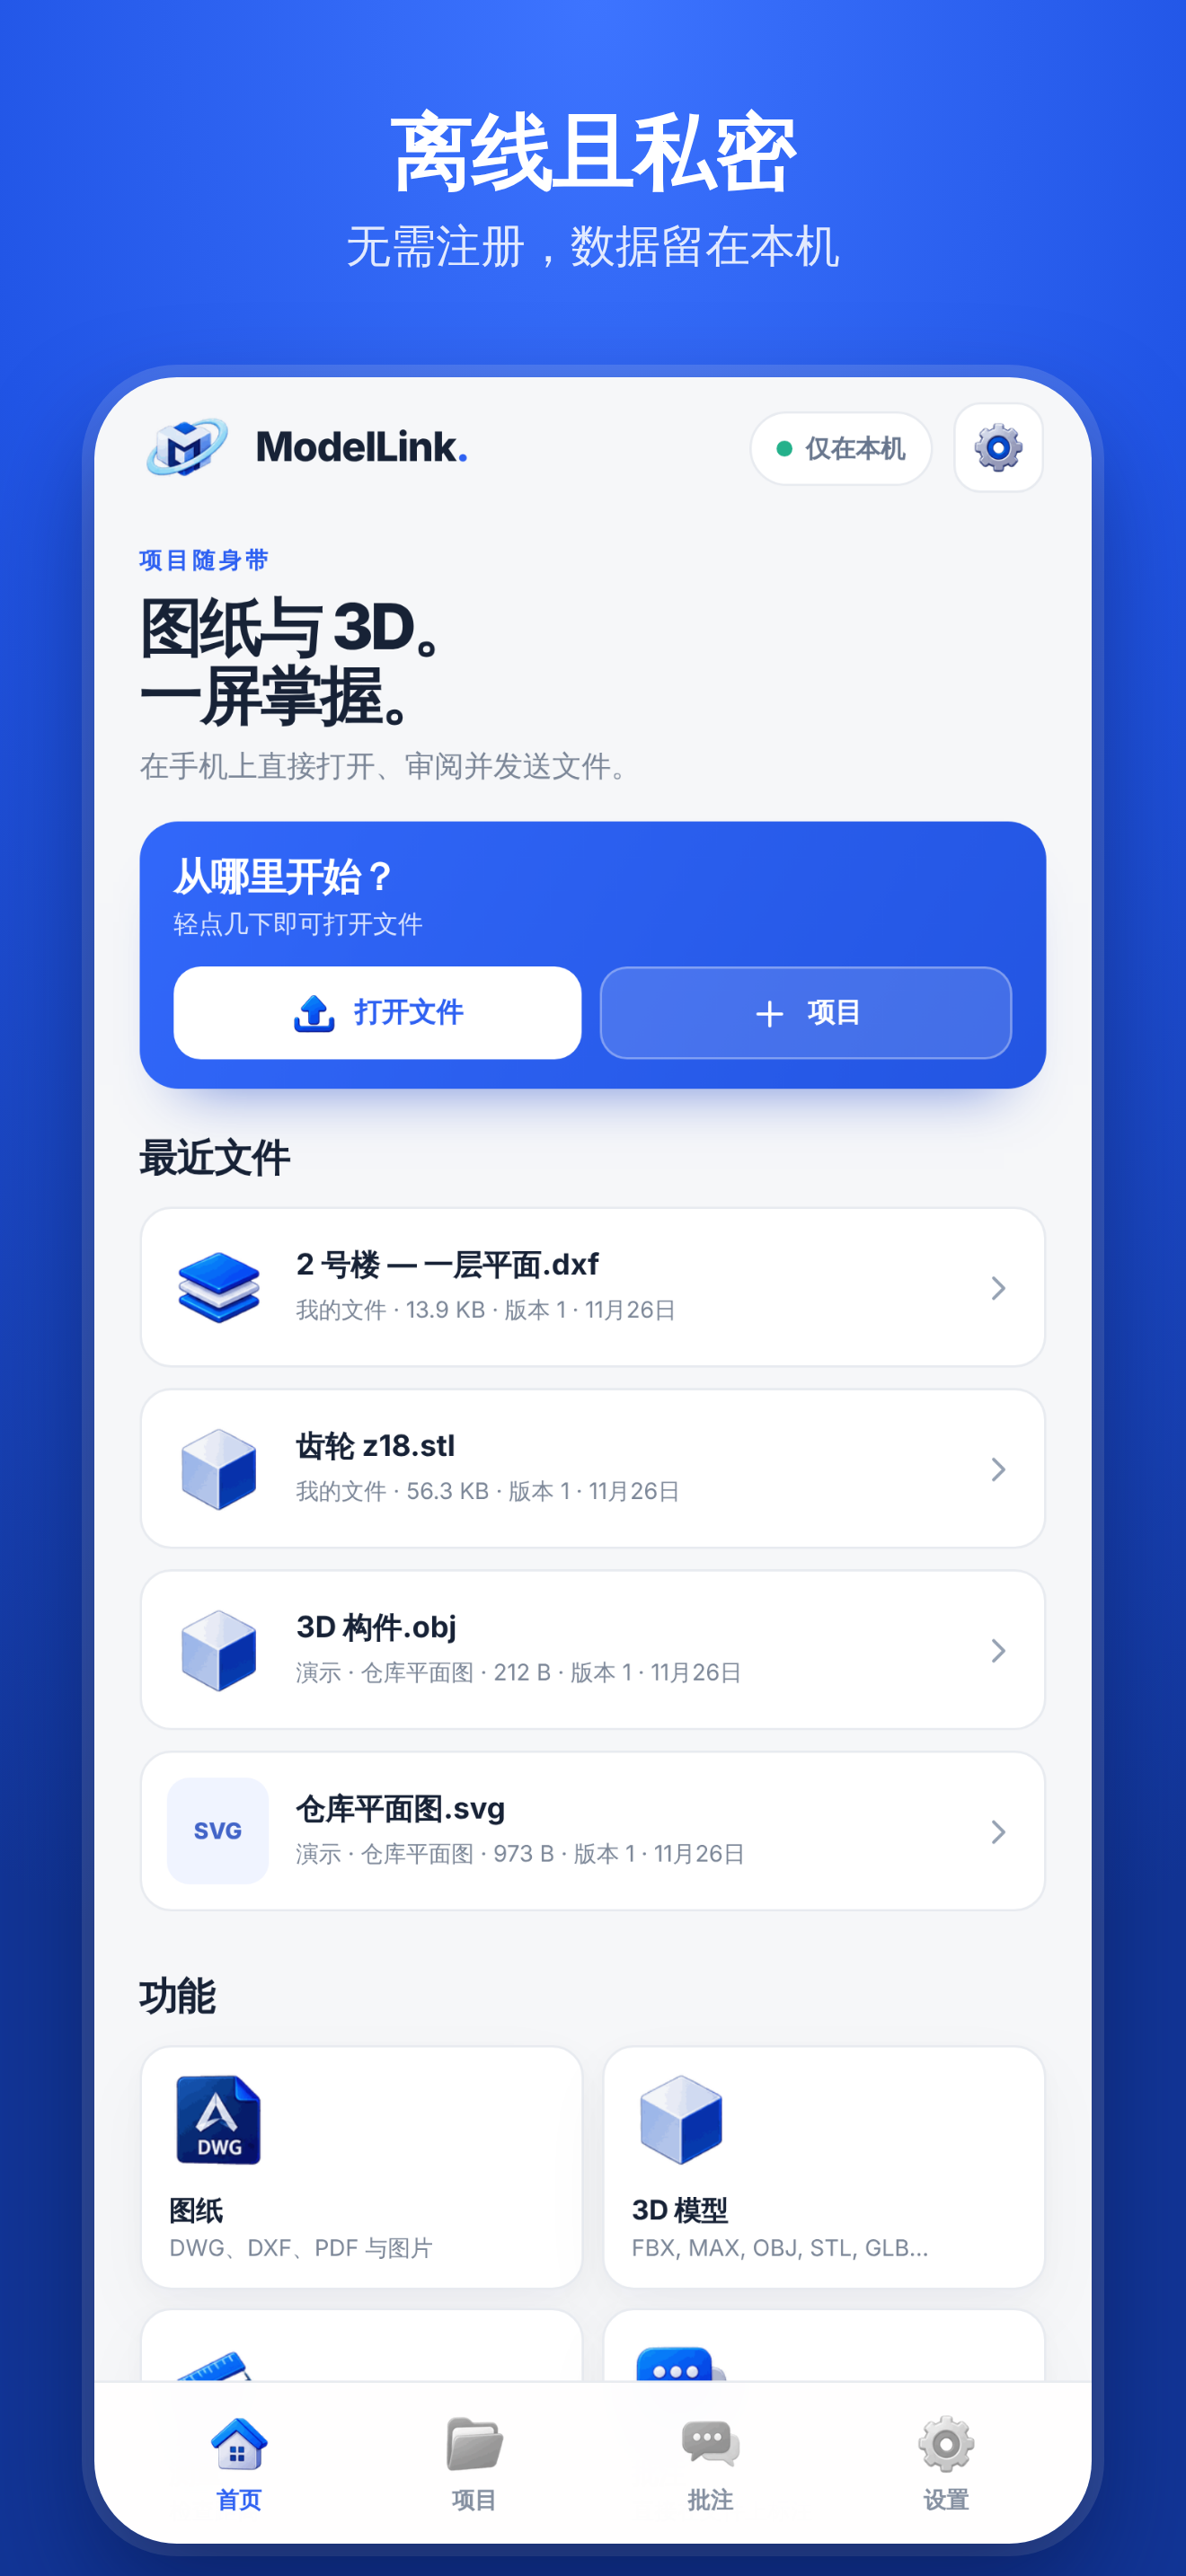 离线且私密
无需注册，数据留在本机
ModelLink.
仅在本机
项目随身带
图纸与 3D。
一屏掌握。
在手机上直接打开、审阅并发送文件。
从哪里开始？
轻点几下即可打开文件
打开文件
+ 项目
最近文件
2 号楼 — 一层平面.dxf
我的文件 · 13.9 KB · 版本 1 · 11月26日
齿轮 z18.stl
我的文件 · 56.3 KB · 版本 1 · 11月26日
3D 构件.obj
演示 · 仓库平面图 · 212 B · 版本 1 · 11月26日
SVG
仓库平面图.svg
演示 · 仓库平面图 · 973 B · 版本 1 · 11月26日
功能
DWG
图纸
DWG、DXF、PDF 与图片
3D 模型
FBX, MAX, OBJ, STL, GLB...
首页
项目
批注
设置